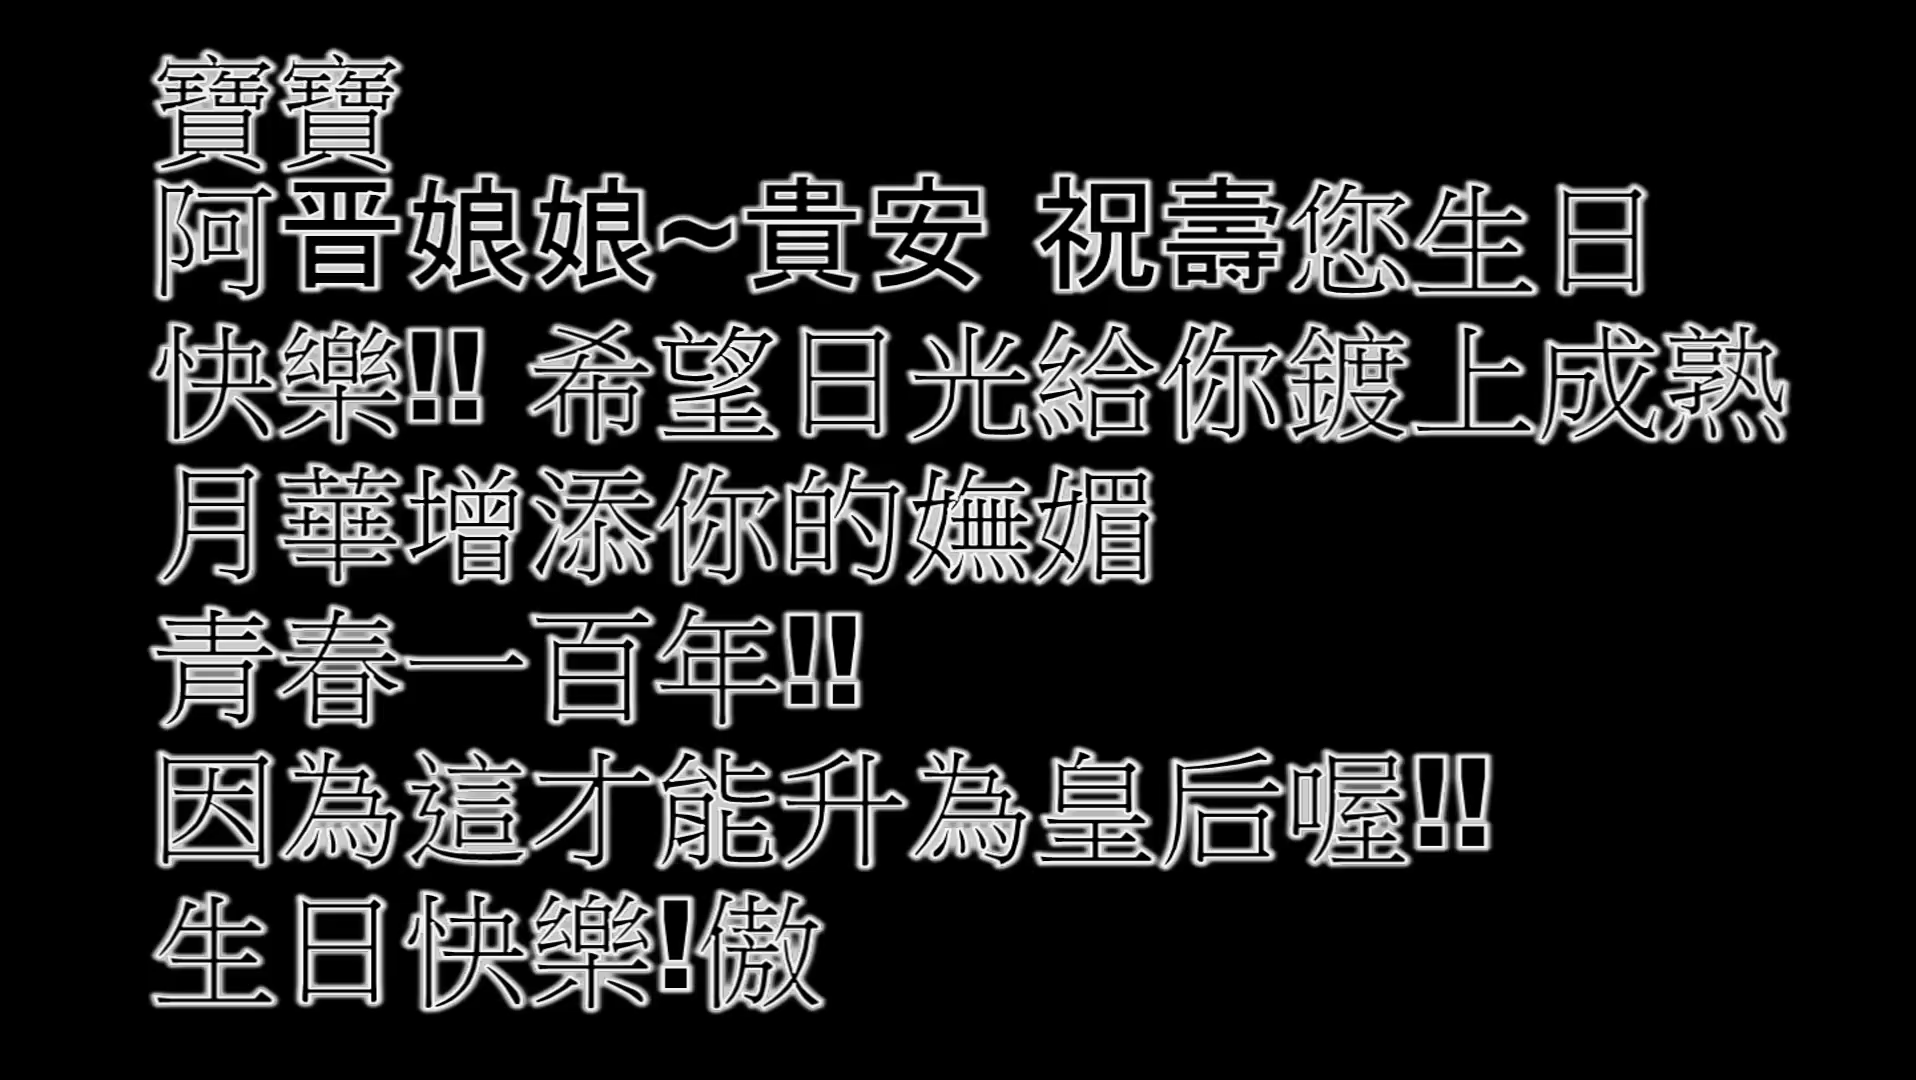 寶寶
阿晋娘娘~貴安 祝壽您生日
快樂!! 希望日光給你鍍上成熟
月華增添你的嫵媚
青春一百年!!
因為這才能升為皇后喔!!
生日快樂!傲